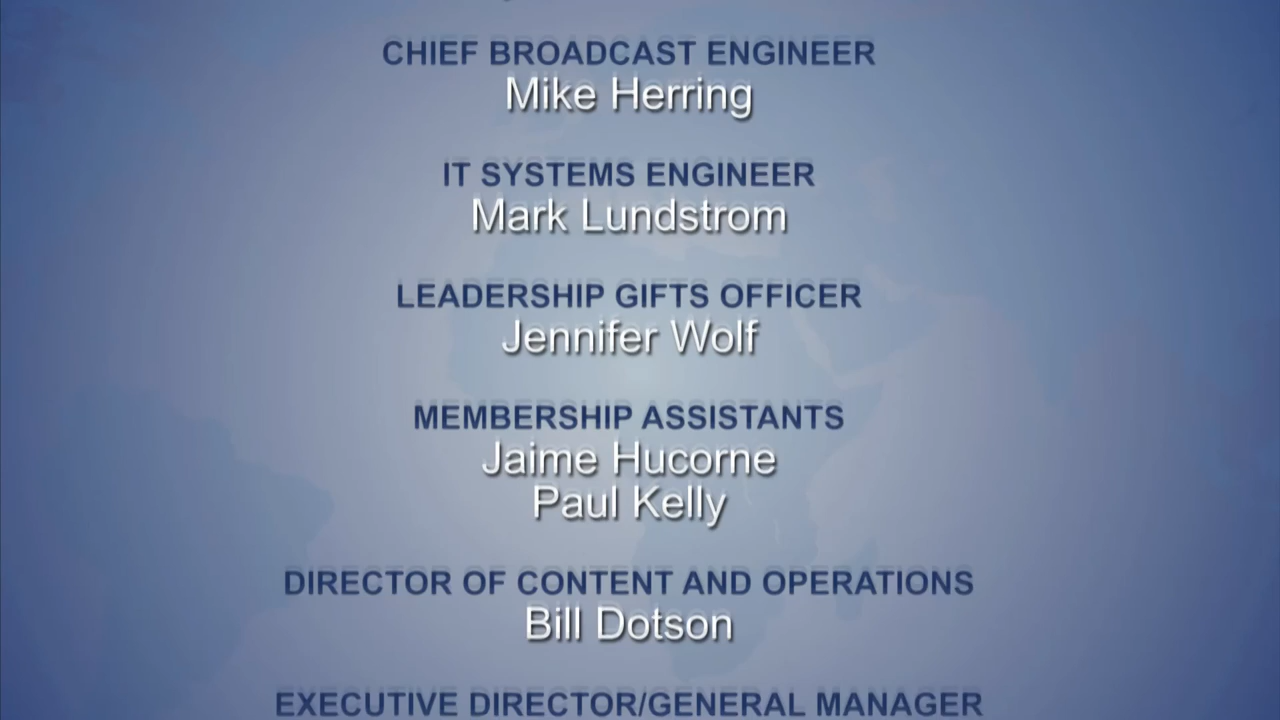 CHIEF BROADCAST ENGINEER
Mike Herring
IT SYSTEMS ENGINEER
Mark Lundstrom
LEADERSHIP GIFTS OFFICER
Jennifer Wolf
MEMBERSHIP ASSISTANTS
Jaime Hucorne
Paul Kelly
DIRECTOR OF CONTENT AND OPERATIONS
Bill Dotson
EXECUTIVE DIRECTOR/GENERAL MANAGER